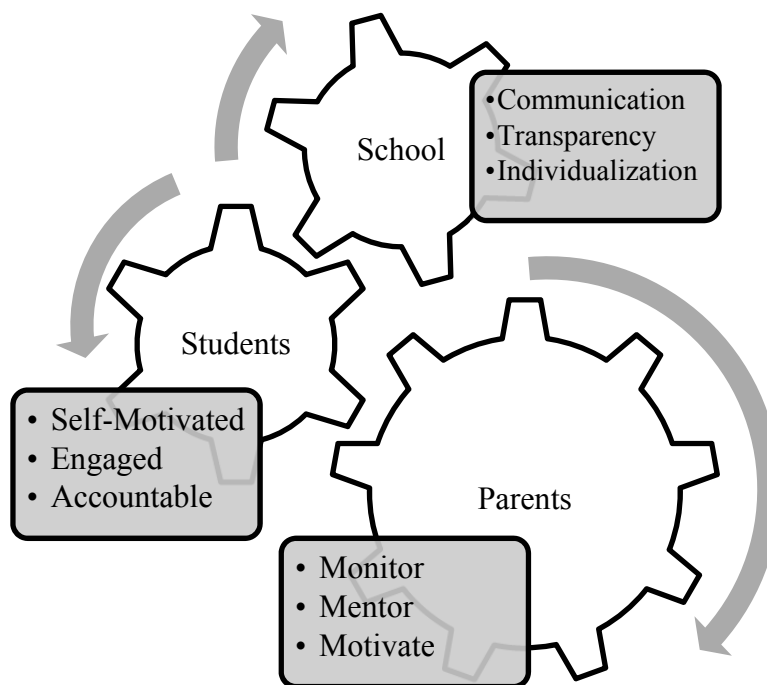 School
•Communication
•Transparency
•Individualization
Students
• Self-Motivated
• Engaged
• Accountable
Parents
• Monitor
• Mentor
• Motivate